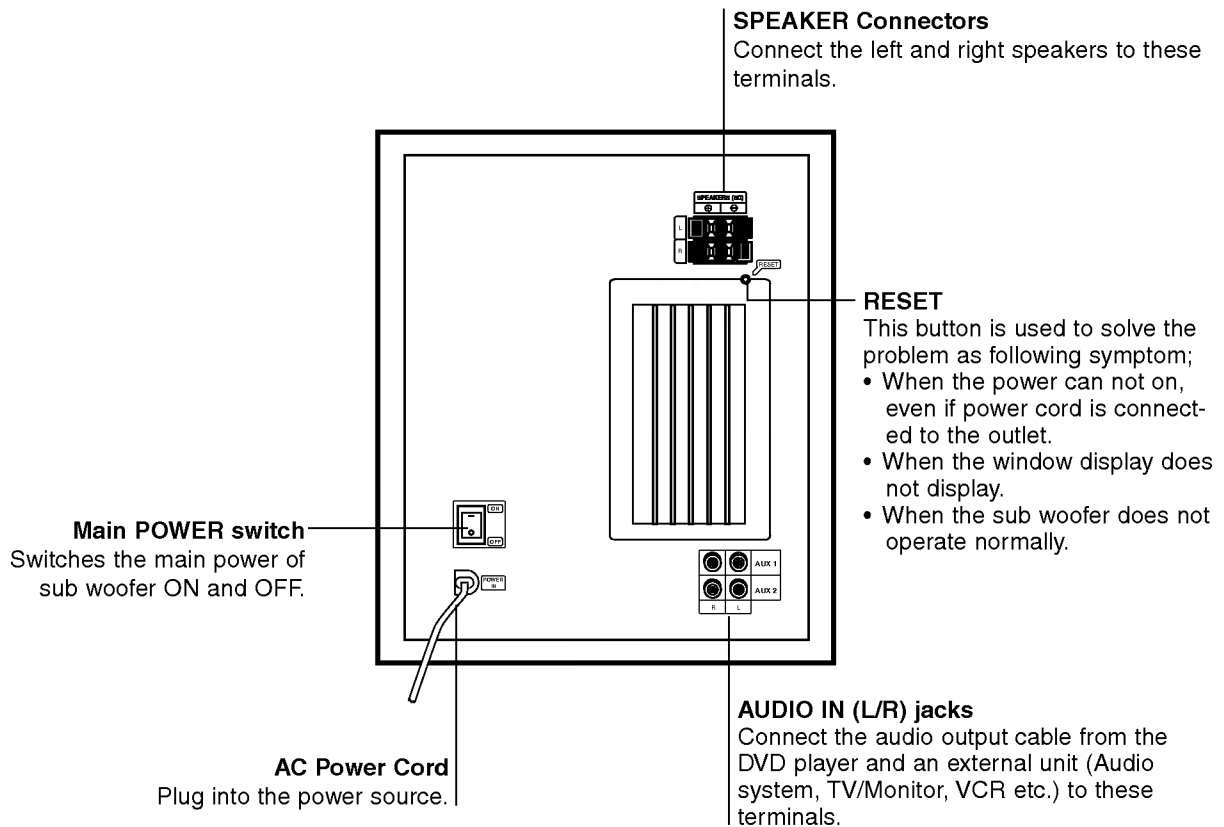 SPEAKER Connectors
Connect the left and right speakers to these
terminals.
L
R
RESET
RESET
This button is used to solve the
problem as following symptom;
• When the power can not on,
even if power cord is connect-
ed to the outlet.
• When the window display does
not display.
• When the sub woofer does not
operate normally.
ON
OFF
Main POWER switch
Switches the main power of
sub woofer ON and OFF.
POWER
IN
AUX 1
AUX 2
R L
AC Power Cord
Plug into the power source.
AUDIO IN (L/R) jacks
Connect the audio output cable from the
DVD player and an external unit (Audio
system, TV/Monitor, VCR etc.) to these
terminals.